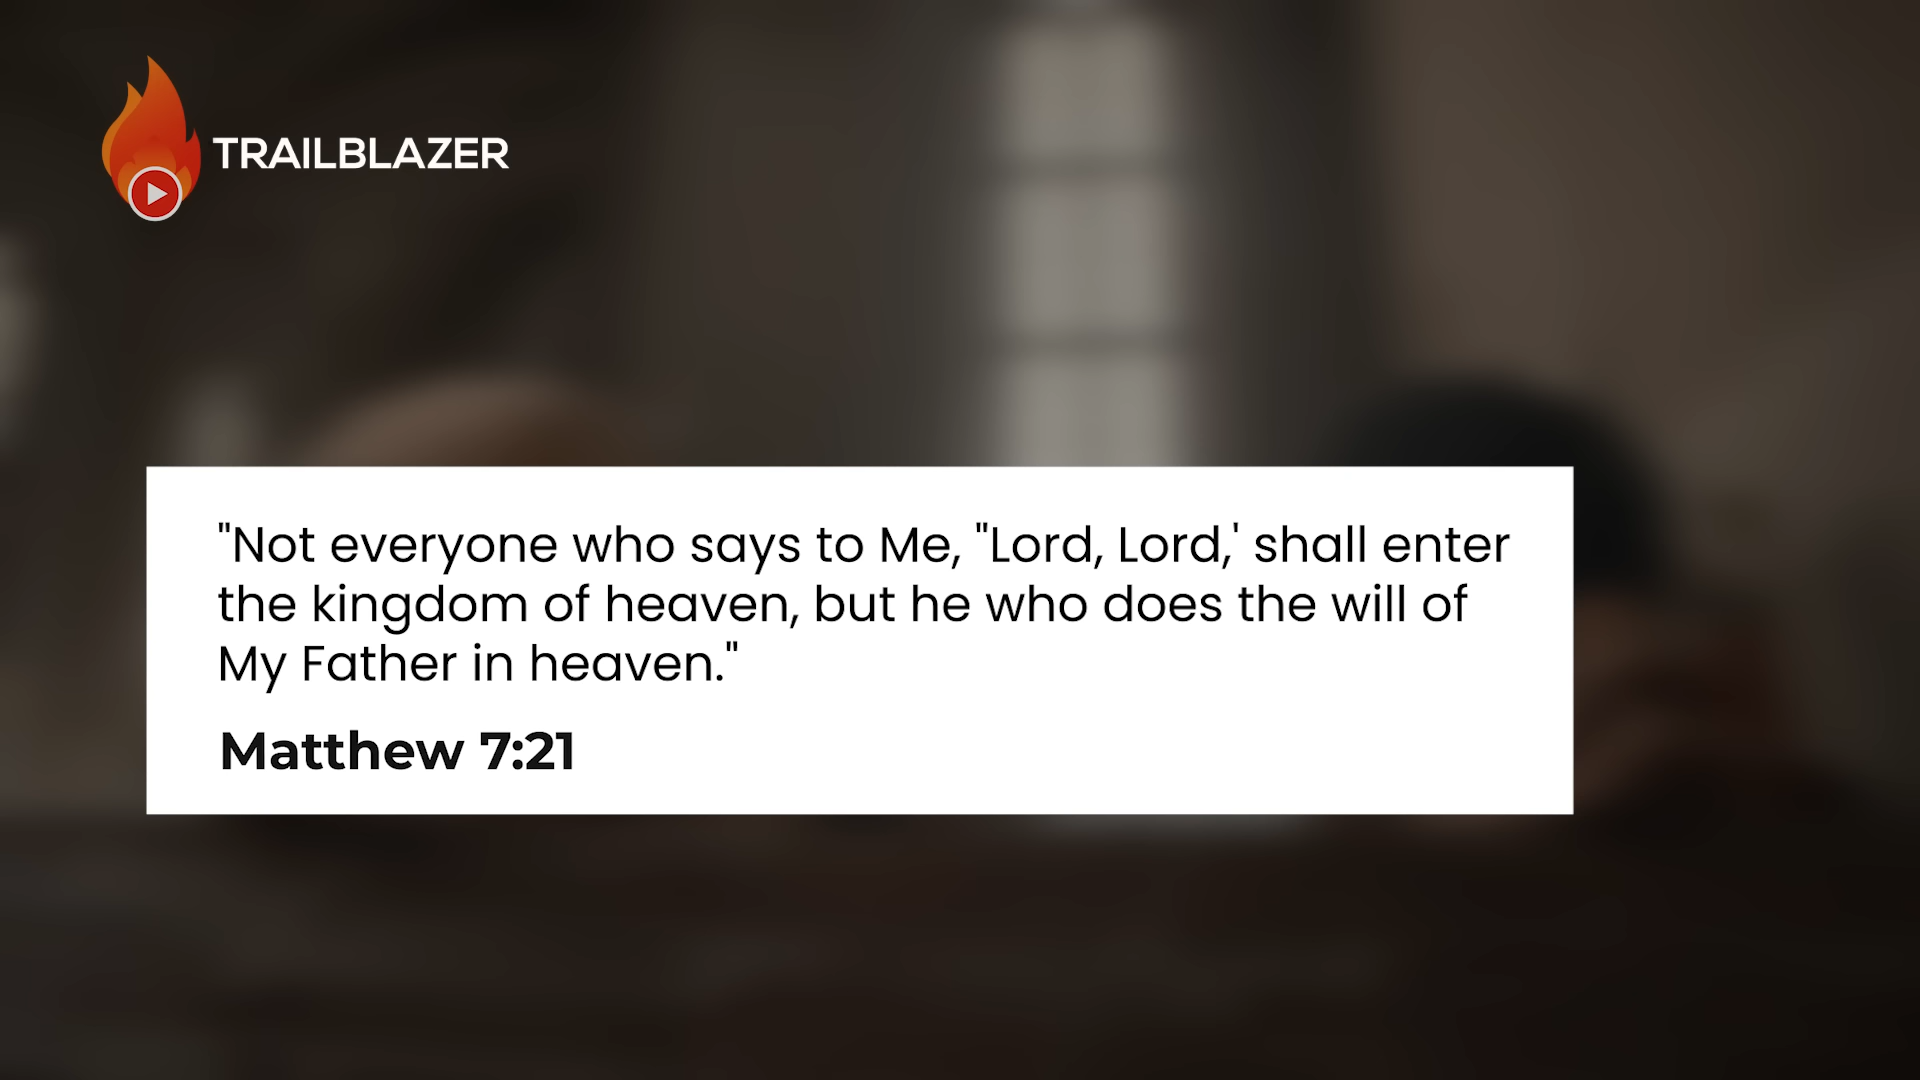 TRAILBLAZER
"Not everyone who says to Me, "Lord, Lord,' shall enter
the kingdom of heaven, but he who does the will of
My Father in heaven."
Matthew 7:21